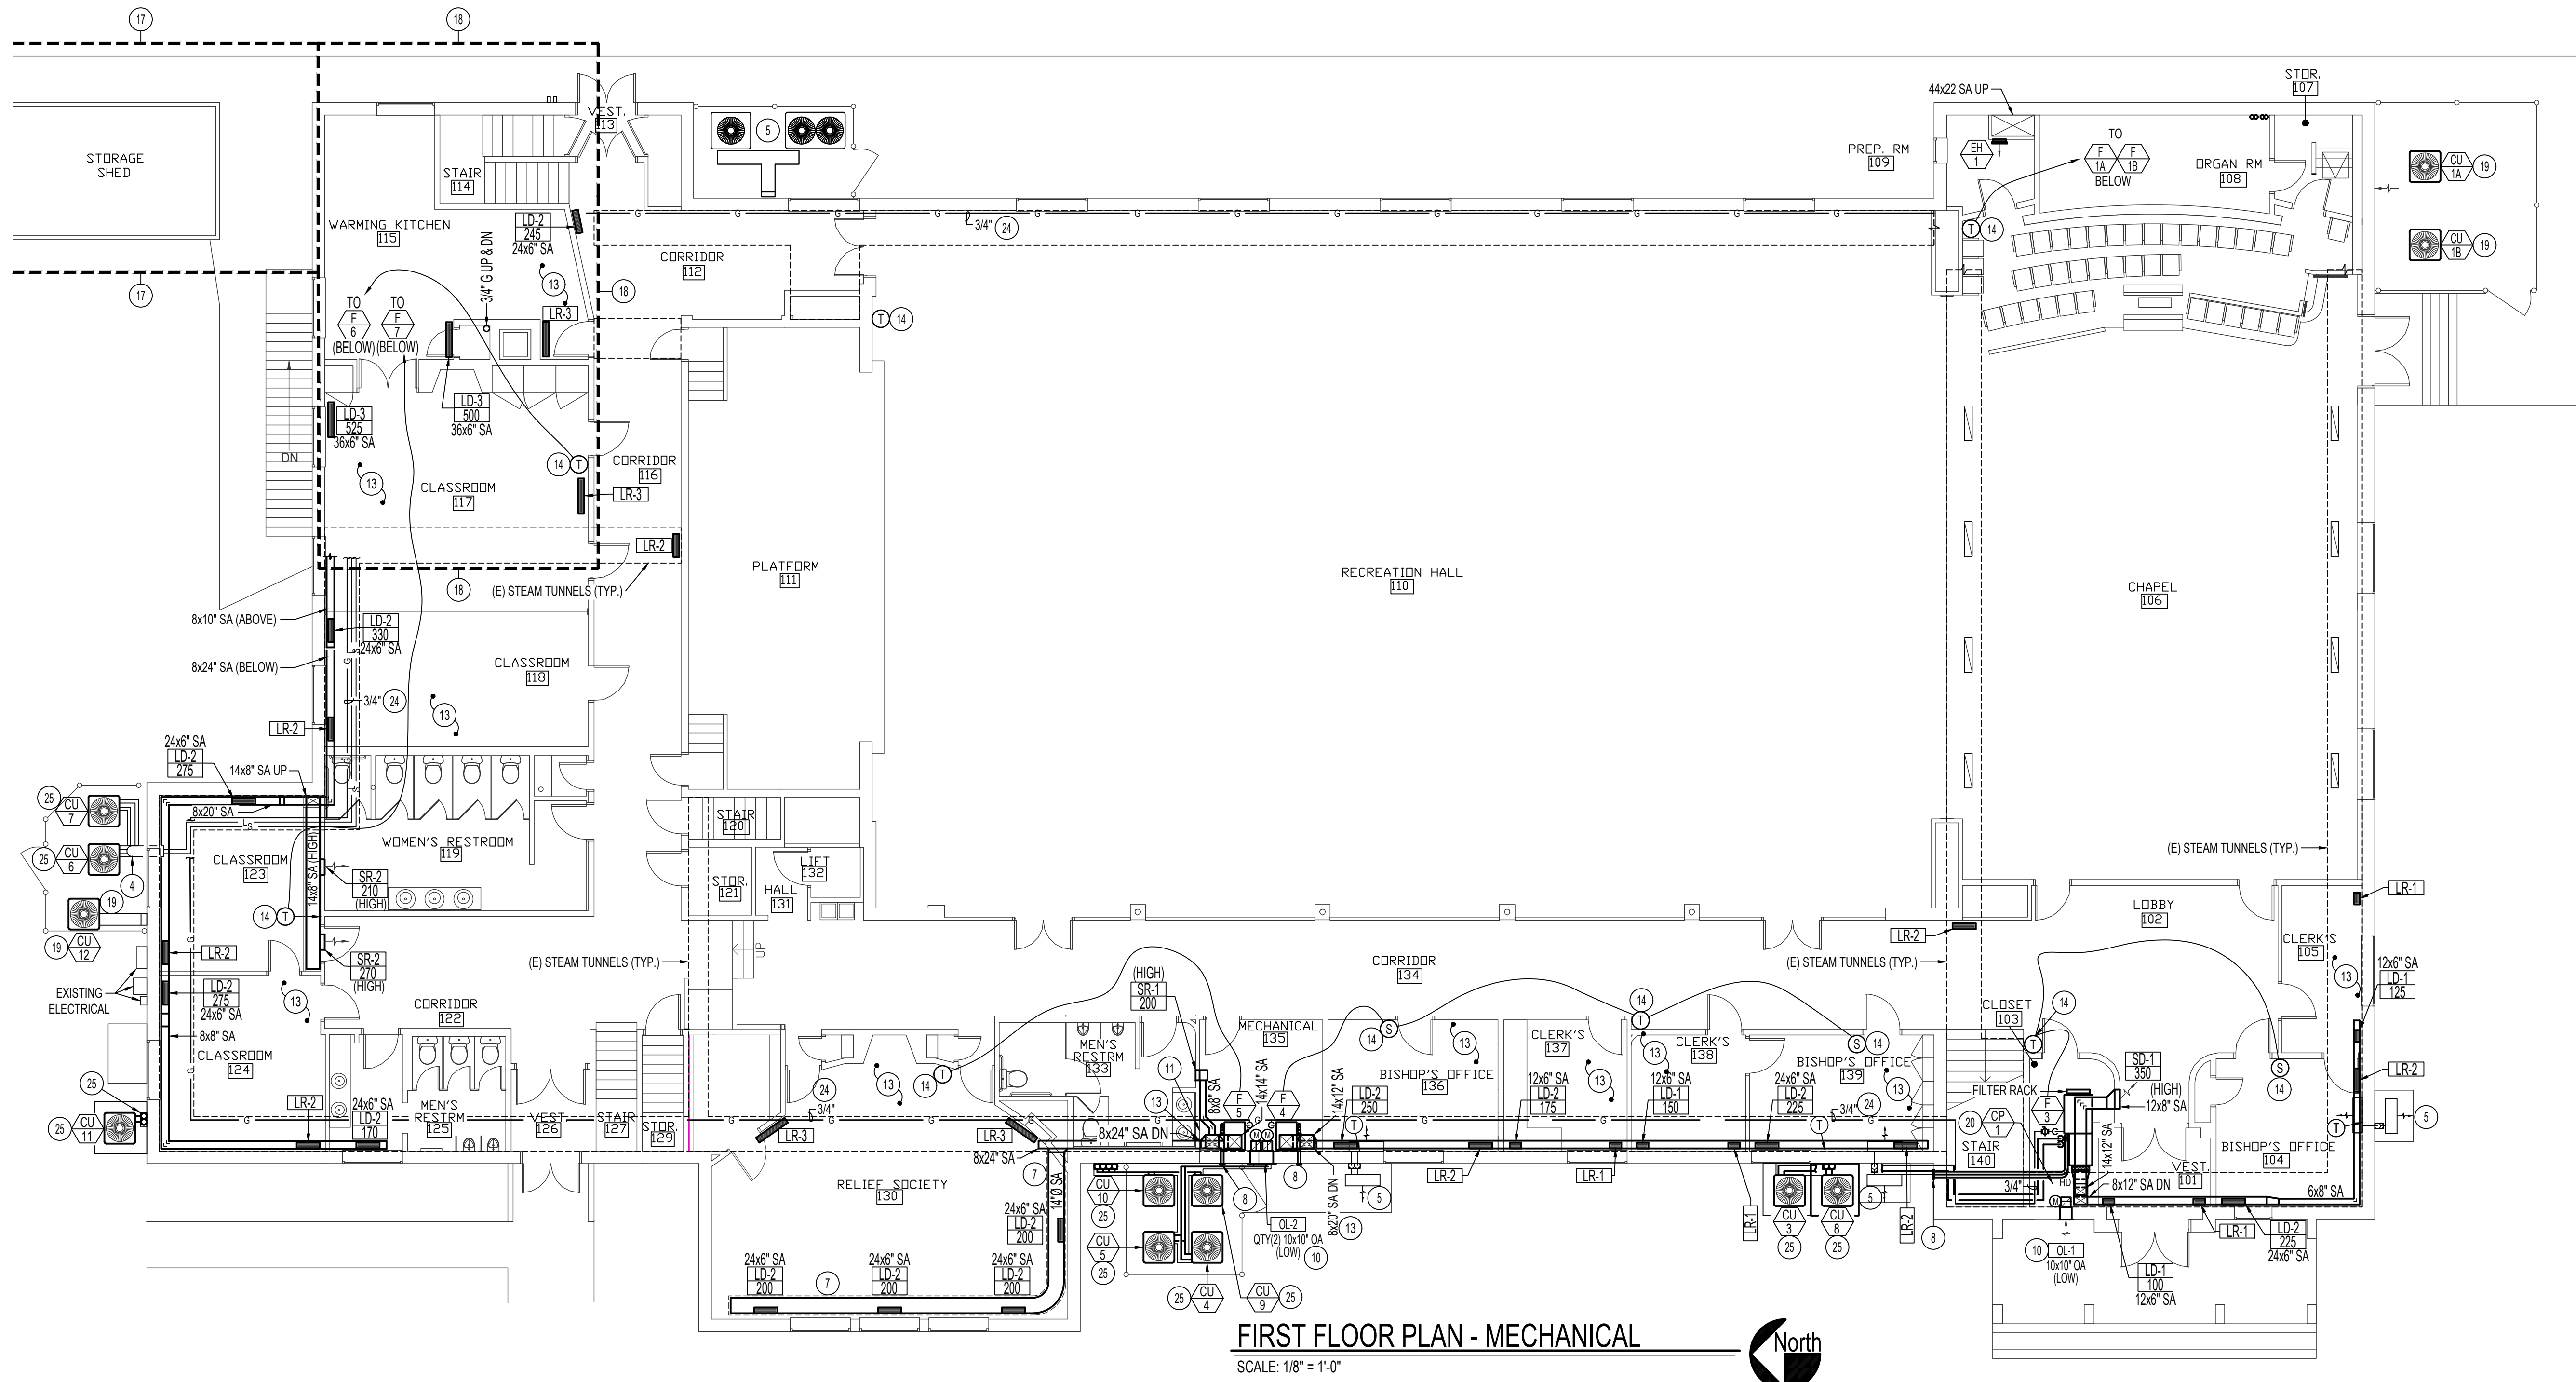 17
18
STOR.
107
44x22 SA UP
VEST.
113
5
STORAGE
SHED
STAIR
114
PREP. RM
109
EH
1
TO
F
1A
F
1B
BELOW
ORGAN RM
108
CU
1A
19
CU
1B
19
WARMING KITCHEN
115
LD-2
245
24x6" SA
3/4" G UP & DN
13
LR-3
G G G G G G G G G G G G G
3/4"
24
T
14
CORRIDOR
112
18
17
TO
F
6
(BELOW)
TO
F
7
(BELOW)
T
14
LD-3
525
36x6" SA
LD-3
500
36x6" SA
DN
14
T
CORRIDOR
116
13
CLASSROOM
117
LR-3
LR-2
PLATFORM
111
RECREATION HALL
110
CHAPEL
106
18
(E) STEAM TUNNELS (TYP.)
8x10" SA (ABOVE)
LD-2
330
24x6" SA
8x24" SA (BELOW)
CLASSROOM
118
3/4"
24
13
LR-2
24x6" SA
LD-2
275
14x8" SA UP
25
CU
7
8x20" SA
25
CU
6
4
19
CU
12
19
CLASSROOM
123
14x8" SA (HIGH)
WOMEN'S RESTROOM
119
SR-2
210
(HIGH)
14
T
STAIR
120
LIFT
132
STOR.
121
HALL
131
(E) STEAM TUNNELS (TYP.)
LOBBY
102
LR-1
LR-2
SR-2
270
(HIGH)
(E) STEAM TUNNELS (TYP.)
UP
CORRIDOR
134
LR-2
(E) STEAM TUNNELS (TYP.)
CLERK'S
105
13
12x6" SA
LD-1
125
EXISTING
ELECTRICAL
LD-2
275
24x6" SA
13
CORRIDOR
122
(HIGH)
SR-1
200
MECHANICAL
135
S
14
T
14
S
14
CLOSET
103
14
T
8x8" SA
CLASSROOM
124
MEN'S
RESTRM
133
11
13
8x8" SA
F
5
14x14" SA
F
4
14x12" SA
13
BISHOP'S OFFICE
136
CLERK'S
137
13
CLERK'S
138
BISHOP'S OFFICE
139
13
SD-1
350
(HIGH)
12x8" SA
LR-2
S
14
25
CU
11
25
LR-2
24x6" SA
LD-2
170
MEN'S
RESTRM
125
VEST.
126
STAIR
127
STOR.
129
24
3/4"
13
14
T
LR-3
LR-3
8x24" SA DN
8x24" SA
LD-2
250
12x6" SA
LD-2
175
12x6" SA
LD-1
150
24x6" SA
LD-2
225
3/4"
24
T
T
FILTER RACK
20
CP
1
F
3
14x12" SA
5
T
STAIR
140
3/4"
HD
M
VEST.
101
8x12" SA DN
BISHOP'S OFFICE
104
6x8" SA
RELIEF SOCIETY
130
7
14"Ø SA
24x6" SA
LD-2
200
CU
10
25
CU
5
25
8
8
OL-2
QTY(2) 10x10" OA
(LOW)
10
8x20" SA DN
13
5
LR-2
LR-1
LR-1
CU
3
25
CU
8
25
5
LR-2
8
10
OL-1
10x10" OA
(LOW)
LD-1
100
12x6" SA
LR-1
LD-2
225
24x6" SA
24x6" SA
LD-2
200
24x6" SA
LD-2
200
7
24x6" SA
LD-2
200
25
CU
4
CU
9
25
FIRST FLOOR PLAN - MECHANICAL
SCALE: 1/8" = 1'-0"
North